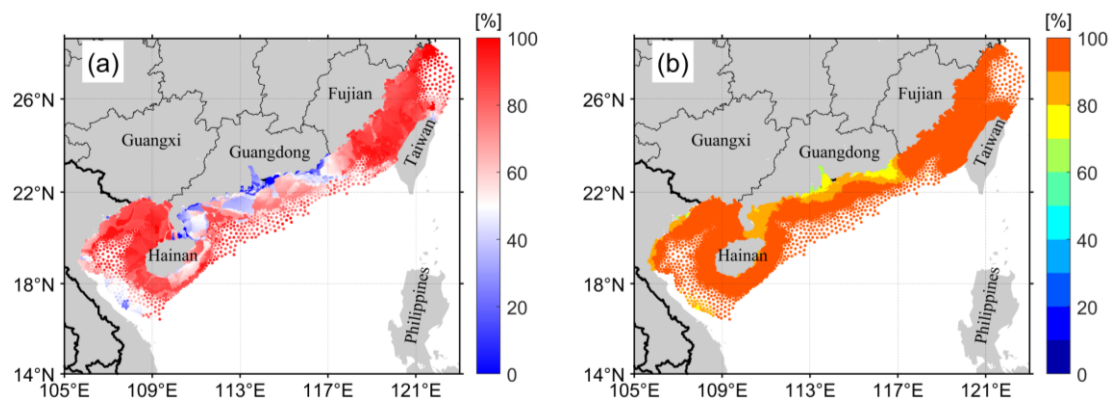 [%]
(a)
100
80
60
40
20
0
26°N
22°N
18°N
14°N
105°E
109°E
113°E
117°E
121°E
Fujian
Guangxi
Guangdong
Taiwan
Hainan
Philippines
[%]
(b)
100
80
60
40
20
0
26°N
22°N
18°N
14°N
105°E
109°E
113°E
117°E
121°E
Fujian
Guangxi
Guangdong
Taiwan
Hainan
Philippines